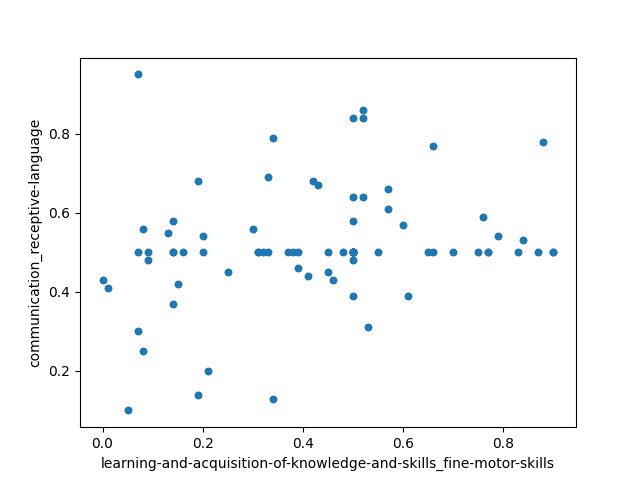 communication_receptive-language
0.8
0.6
0.4
0.2
0.0 0.2 0.4 0.6 0.8
learning-and-acquisition-of-knowledge-and-skills_fine-motor-skills